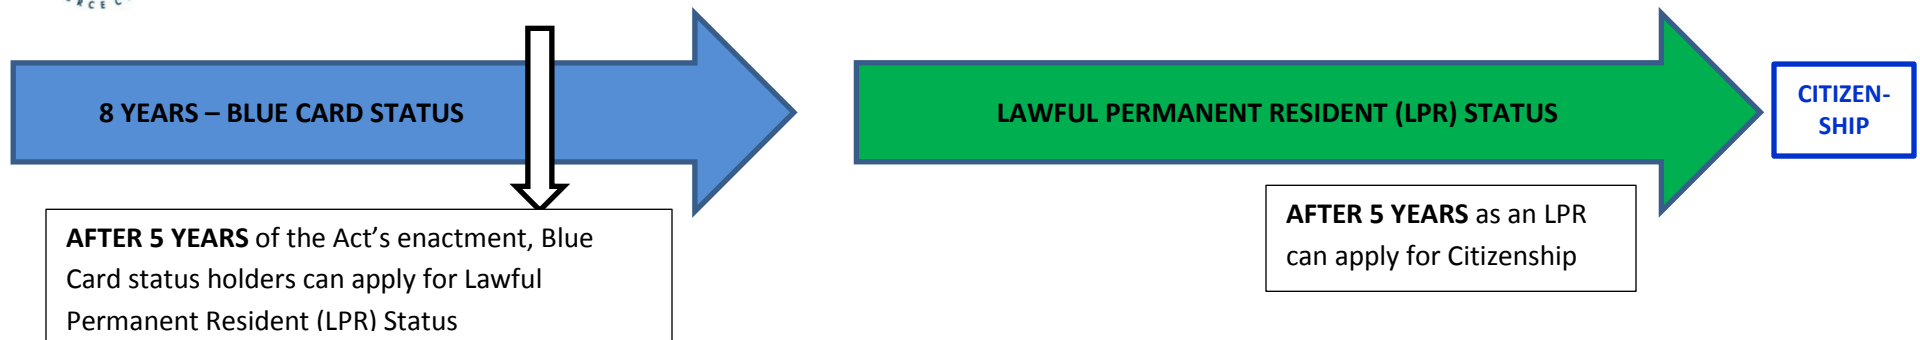 8 YEARS – BLUE CARD STATUS
LAWFUL PERMANENT RESIDENT (LPR) STATUS
CITIZEN-
SHIP
AFTER 5 YEARS of the Act’s enactment, Blue
Card status holders can apply for Lawful
Permanent Resident (LPR) Status
AFTER 5 YEARS as an LPR
can apply for Citizenship